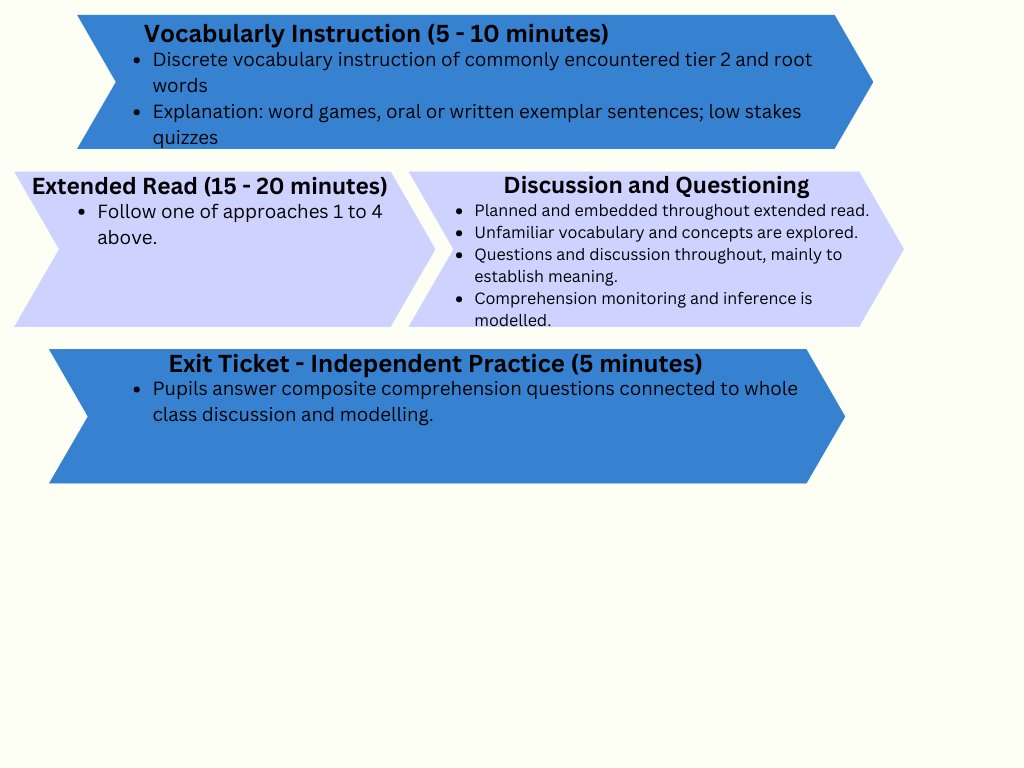 Vocabularly Instruction (5 - 10 minutes)
• Discrete vocabulary instruction of commonly encountered tier 2 and root
words
• Explanation: word games, oral or written exemplar sentences; low stakes
quizzes
Extended Read (15 - 20 minutes)
• Follow one of approaches 1 to 4
above.
Discussion and Questioning
• Planned and embedded throughout extended read.
• Unfamiliar vocabulary and concepts are explored.
• Questions and discussion throughout, mainly to
establish meaning.
• Comprehension monitoring and inference is
modelled.
Exit Ticket - Independent Practice (5 minutes)
• Pupils answer composite comprehension questions connected to whole
class discussion and modelling.